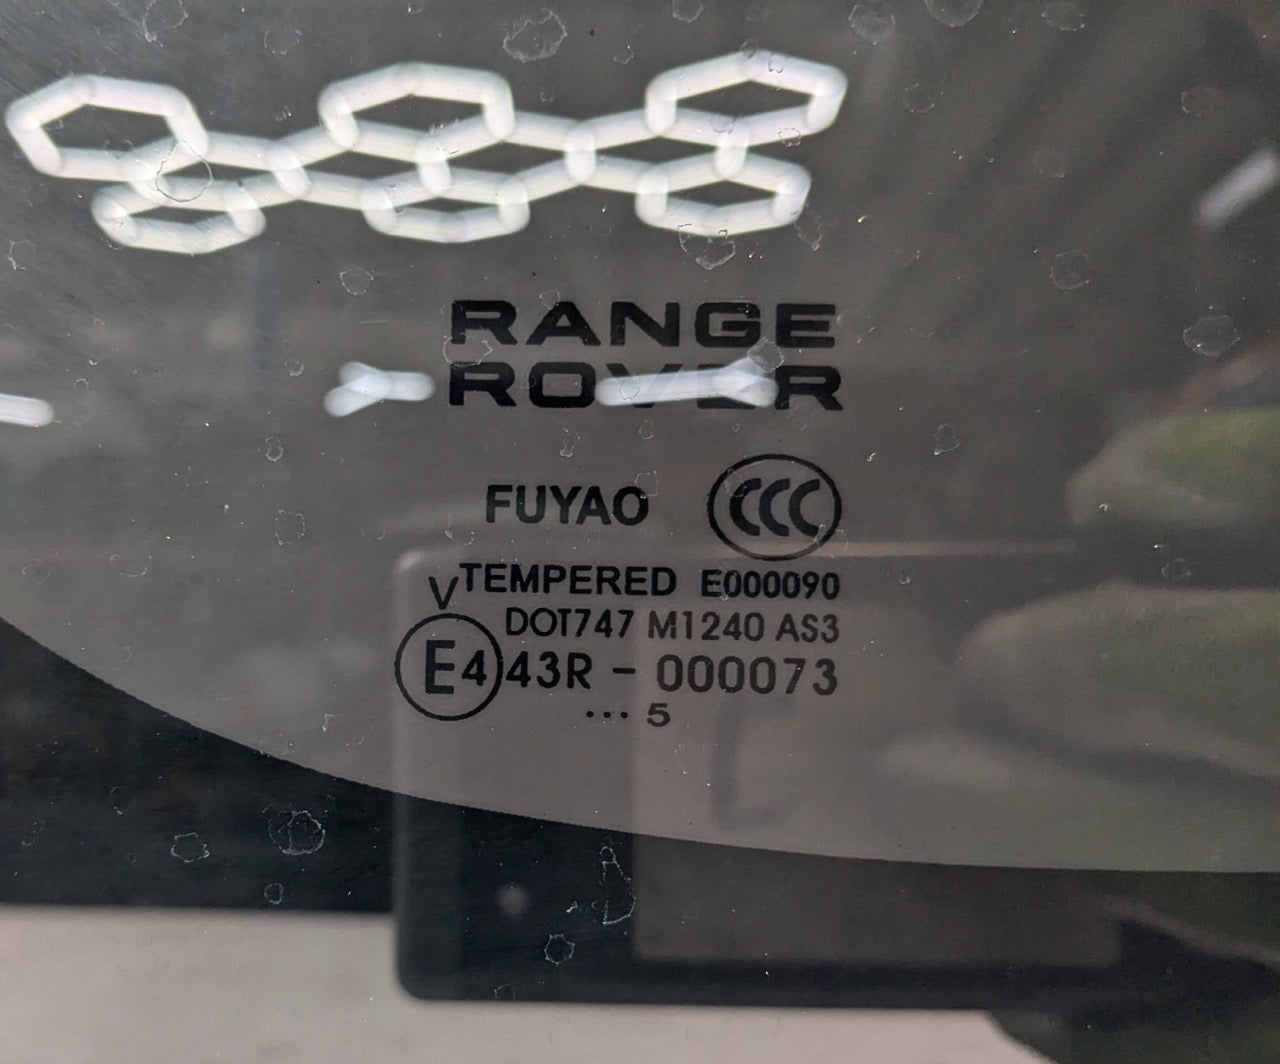 RANGE
ROVER
FUYAO CCC
V TEMPERED E000090
DOT747 M1240 AS3
E4 43R - 000073
... 5